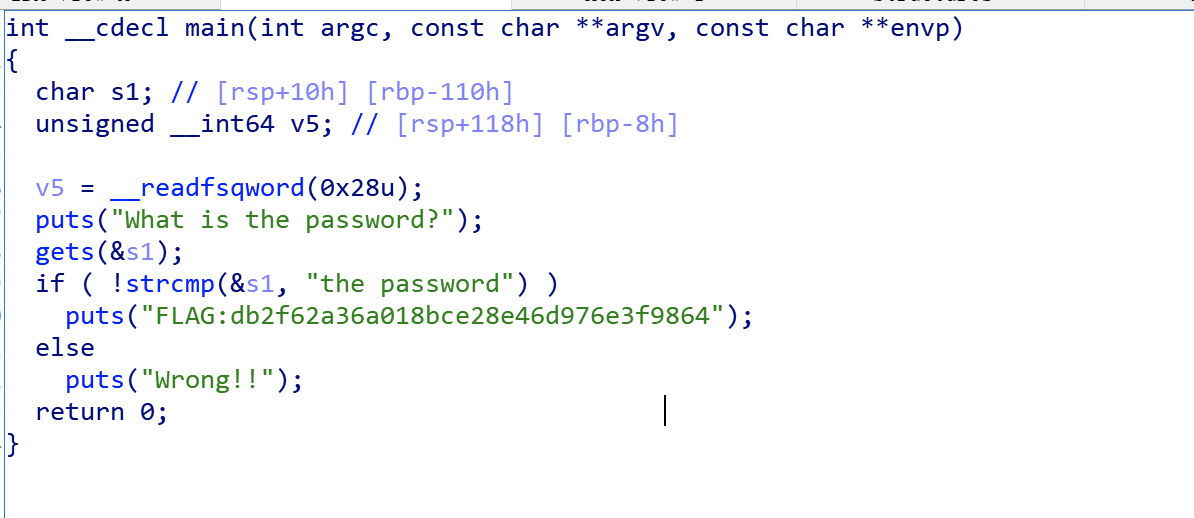 int __cdecl main(int argc, const char **argv, const char **envp)
{
  char s1; // [rsp+10h] [rbp-110h]
  unsigned __int64 v5; // [rsp+118h] [rbp-8h]
  v5 = __readfsqword(0x28u);
  puts("What is the password?");
  gets(&s1);
  if ( !strcmp(&s1, "the password") )
    puts("FLAG:db2f62a36a018bce28e46d976e3f9864");
  else
    puts("Wrong!!");
  return 0;
}